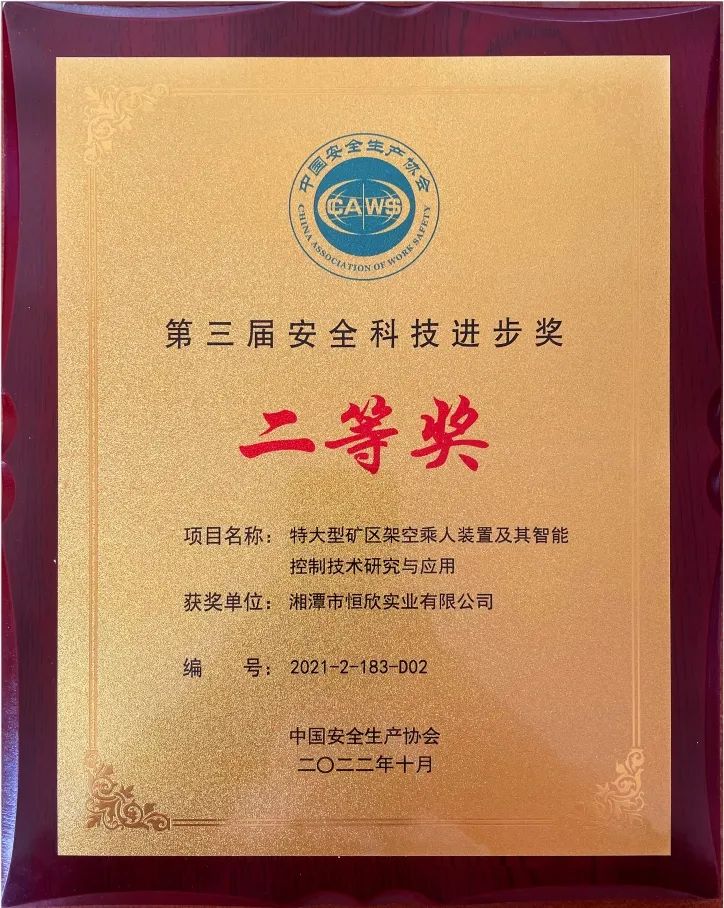 中国安全生产协会
CAWS
CHINA ASSOCIATION OF WORK SAFETY
第三届安全科技进步奖
二等奖
项目名称：特大型矿区架空乘人装置及其智能
控制技术研究与应用
获奖单位：湘潭市恒欣实业有限公司
编 号：2021-2-183-D02
中国安全生产协会
二〇二二年十月